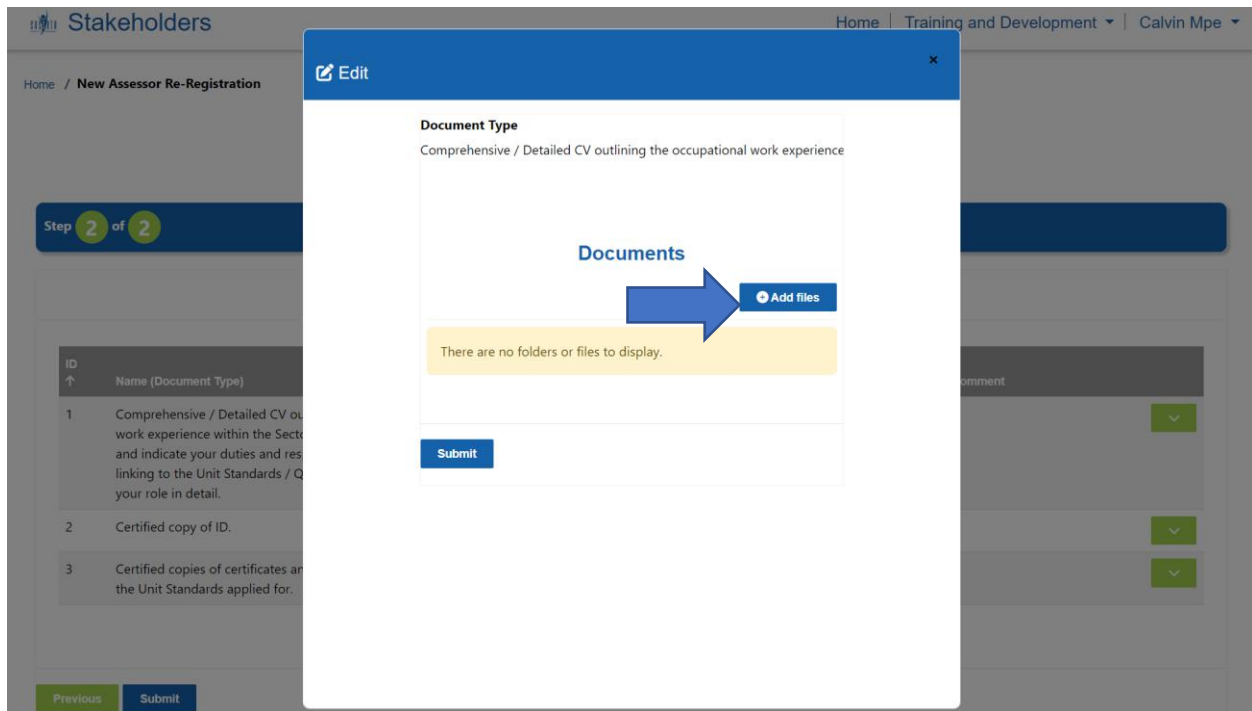 Stakeholders
Home | Training and Development | Calvin Mpe
Home / New Assessor Re-Registration
Edit
×
Document Type
Comprehensive / Detailed CV outlining the occupational work experience
Step 2 of 2
Documents
Add files
There are no folders or files to display.
Submit
ID
Name (Document Type)
omment
1 Comprehensive / Detailed CV ou
work experience within the Secto
and indicate your duties and res
linking to the Unit Standards / Q
your role in detail.
2 Certified copy of ID.
3 Certified copies of certificates an
the Unit Standards applied for.
Previous Submit